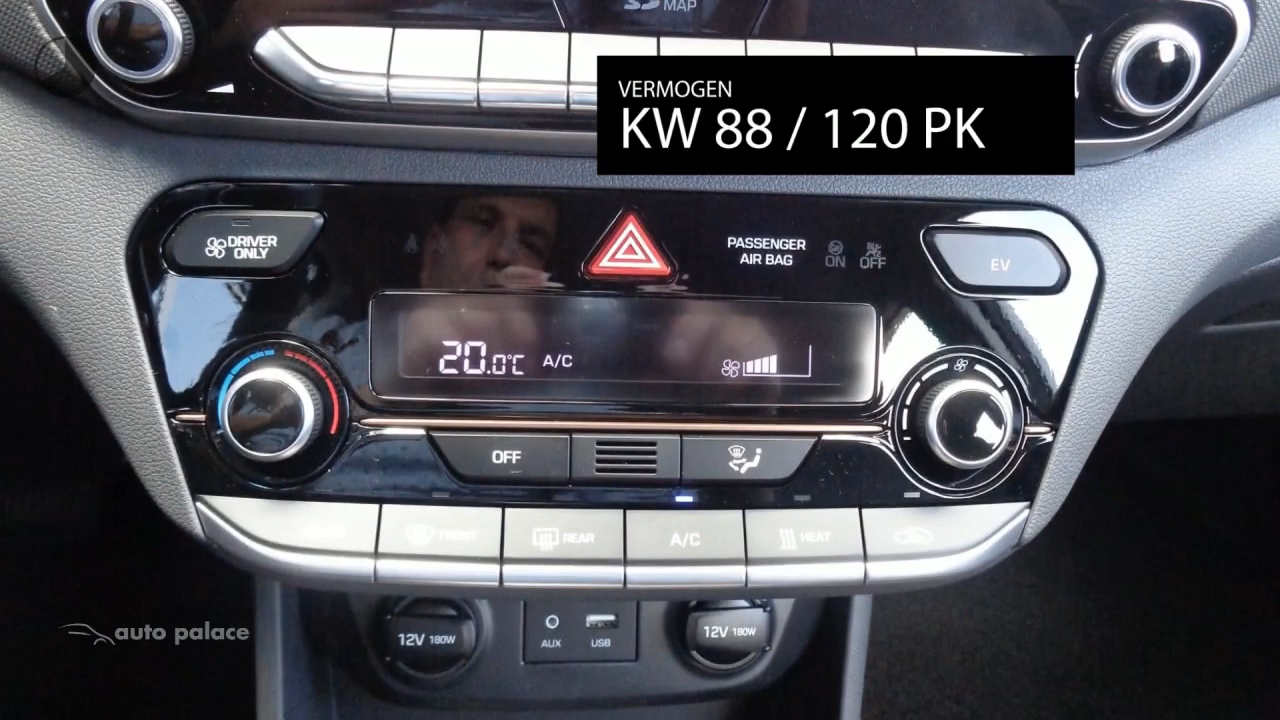 MAP
VERMOGEN
KW 88 / 120 PK
DRIVER
ONLY
PASSENGER
AIR BAG
ON
OFF
EV
20.0°C A/C
OFF
FRONT
REAR
A/C
HEAT
12V 180W
AUX
USB
12V 180W
auto palace